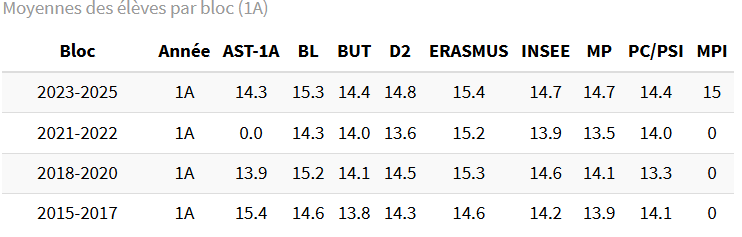 Moyennes des élèves par bloc (1A)
Bloc Année AST-1A BL BUT D2 ERASMUS INSEE MP PC/PSI MPI
2023-2025 1A 14.3 15.3 14.4 14.8 15.4 14.7 14.7 14.4 15
2021-2022 1A 0.0 14.3 14.0 13.6 15.2 13.9 13.5 14.0 0
2018-2020 1A 13.9 15.2 14.1 14.5 15.3 14.6 14.1 13.3 0
2015-2017 1A 15.4 14.6 13.8 14.3 14.6 14.2 13.9 14.1 0